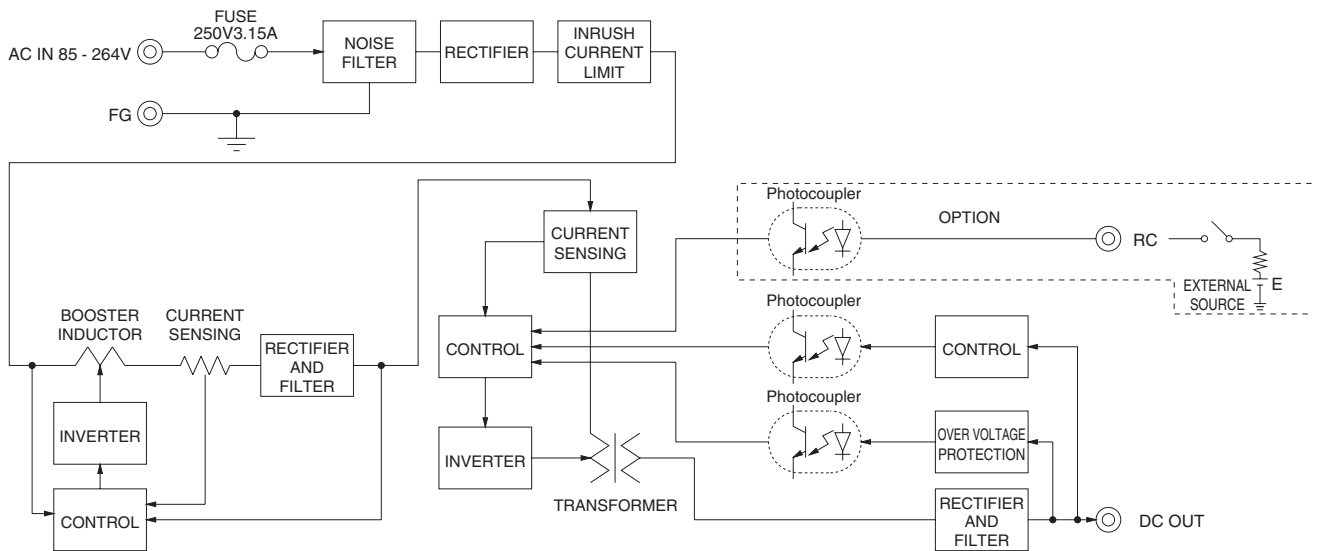 FUSE
250V3.15A
AC IN 85 - 264V
NOISE
FILTER
RECTIFIER
INRUSH
CURRENT
LIMIT
FG
Photocoupler
OPTION
RC
CURRENT
SENSING
EXTERNAL
SOURCE
E
BOOSTER
INDUCTOR
CURRENT
SENSING
RECTIFIER
AND
FILTER
CONTROL
Photocoupler
CONTROL
Photocoupler
INVERTER
INVERTER
OVER VOLTAGE
PROTECTION
TRANSFORMER
CONTROL
RECTIFIER
AND
FILTER
DC OUT